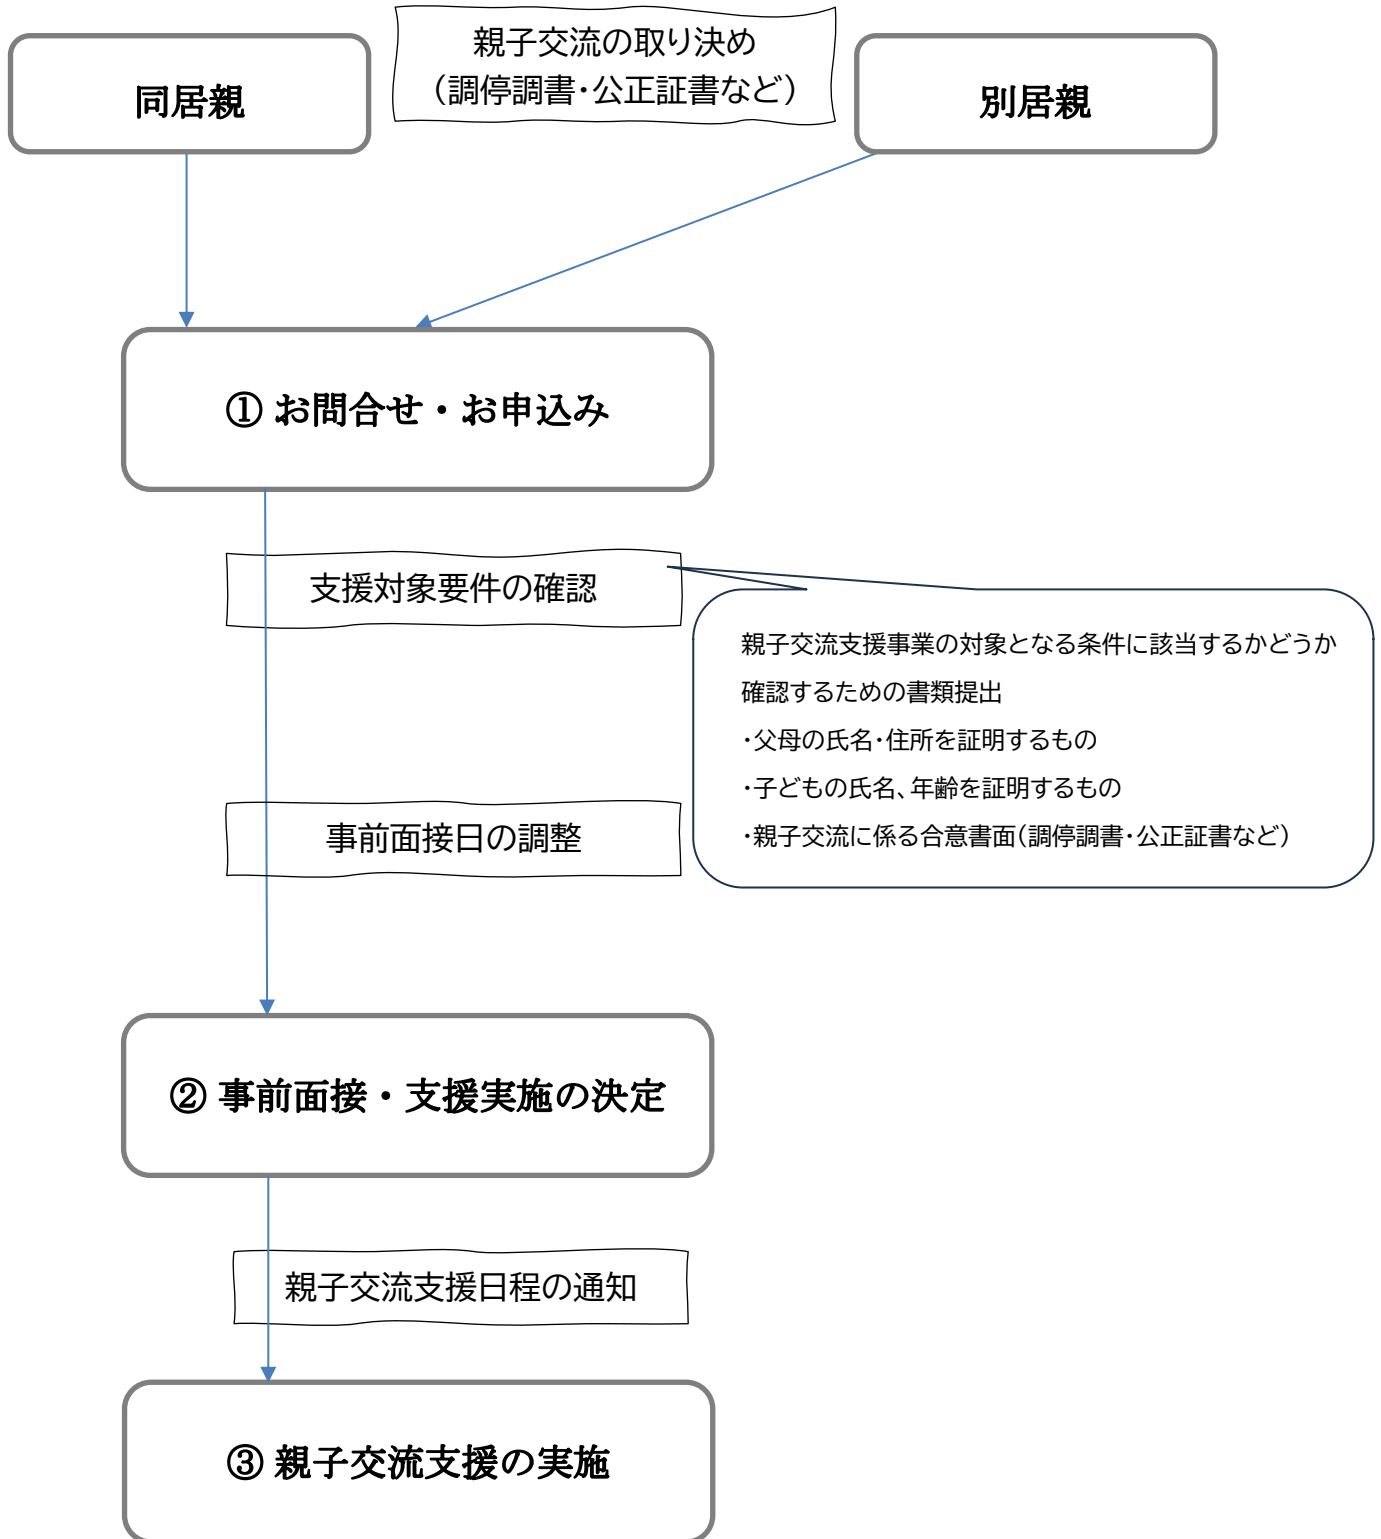 親子交流の取り決め
（調停調書・公正証書など）
同居親
別居親
① お問合せ・お申込み
支援対象要件の確認
親子交流支援事業の対象となる条件に該当するかどうか
確認するための書類提出
・父母の氏名・住所を証明するもの
・子どもの氏名、年齢を証明するもの
・親子交流に係る合意書面（調停調書・公正証書など）
事前面接日の調整
② 事前面接・支援実施の決定
親子交流支援日程の通知
③ 親子交流支援の実施